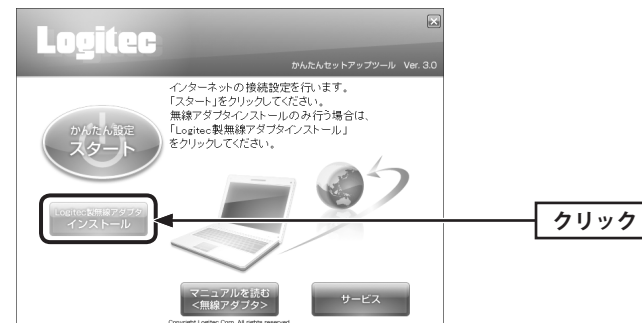 Logitec
かんたんセットアップツール Ver. 3.0
インターネットの接続設定を行います。
「スタート」をクリックしてください。
無線アダプタインストールのみ行う場合は、
「Logitec製無線アダプタインストール」
をクリックしてください。
かんたん設定
スタート
Logitec製無線アダプタ
インストール
クリック
マニュアルを読む
<無線アダプタ>
サービス
Copyright Logitec Corp. All rights reserved.